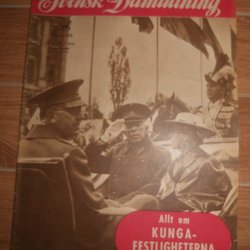 Svensk Damtidning
Allt om
KUNGA-
FESTLIGHETERNA